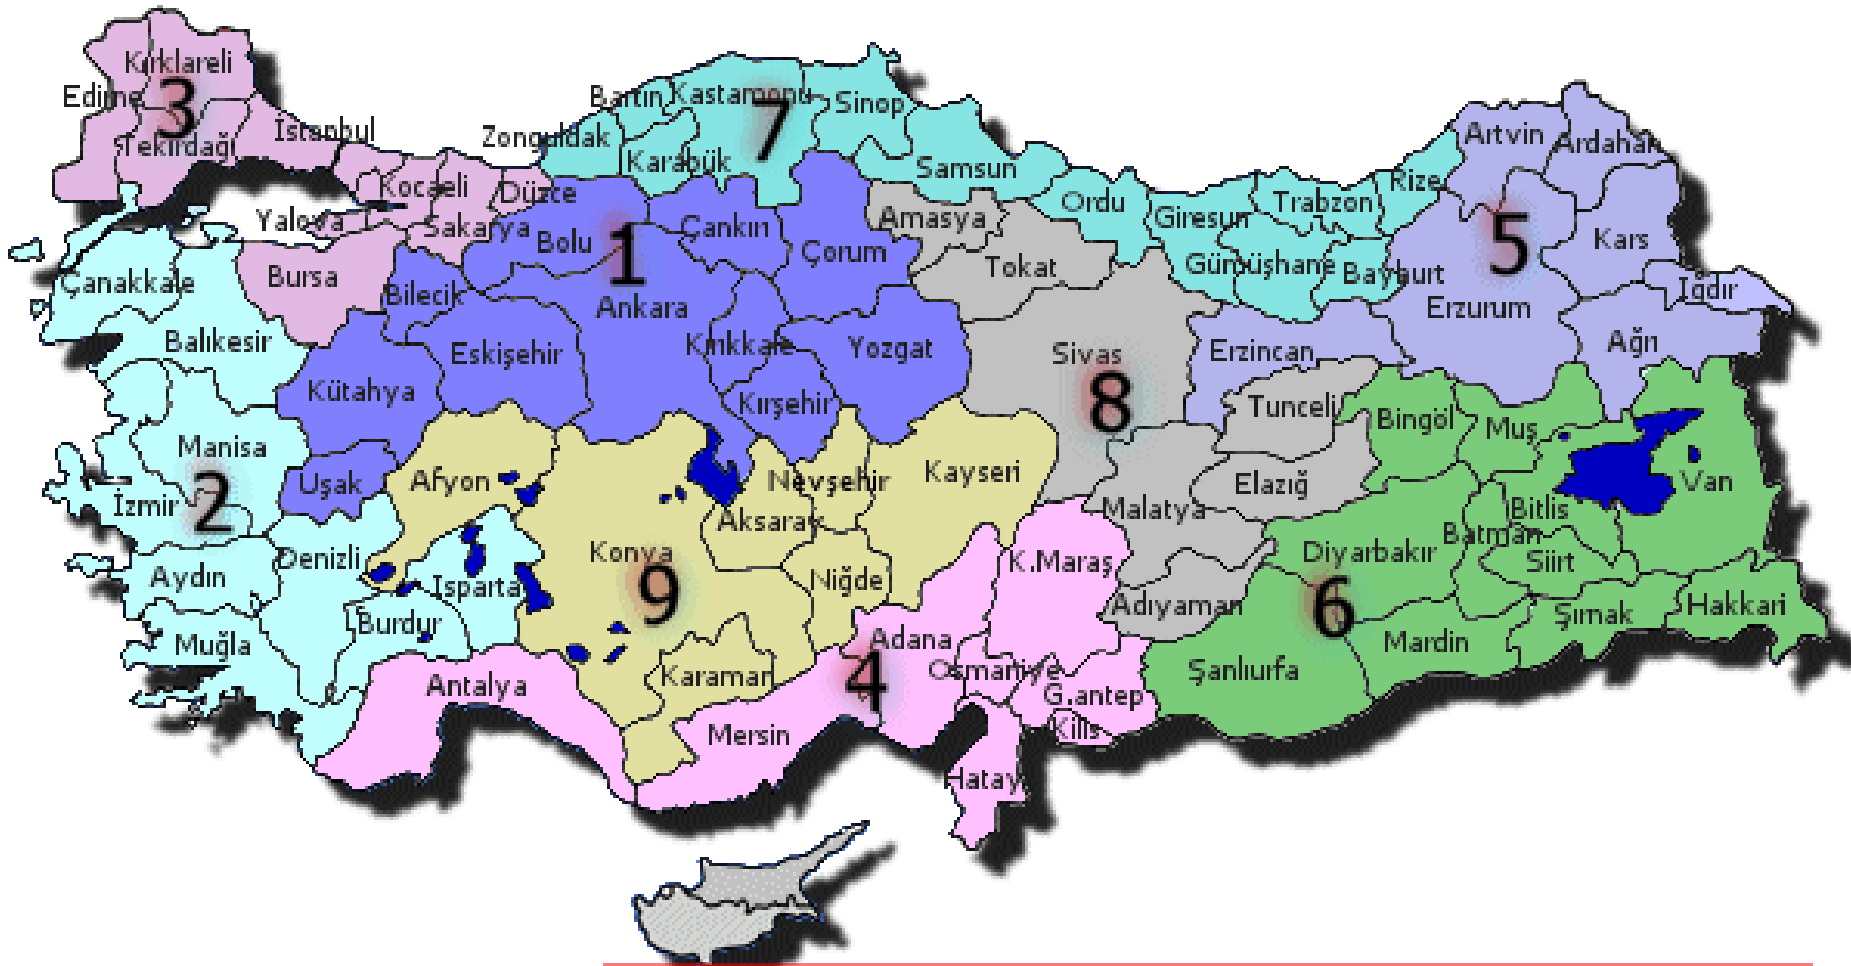 Kırklareli
Edirne
3
Tekirdağ
İstanbul
Kocaeli
Yalova
Sakarya
Düzce
Bursa
Zonguldak
Bartın
Kastamonu
Karabük
7
Sinop
Samsun
Ordu
Giresun
Trabzon
Rize
Gümüşhane
Bayburt
Artvin
Ardahan
5
Kars
Iğdır
Erzurum
Ağrı
Erzincan
Bolu
1
Çankırı
Çorum
Ankara
Bilecik
Eskişehir
Kırıkkale
Yozgat
Kırşehir
Kütahya
Uşak
Amasya
Tokat
Sivas
8
Tunceli
Elazığ
Malatya
Adıyaman
Çanakkale
Balıkesir
Manisa
İzmir
2
Denizli
Aydın
Muğla
Burdur
Isparta
Afyon
Konya
9
Aksaray
Nevşehir
Kayseri
Niğde
Karaman
Antalya
Mersin
4
Adana
Osmaniye
K.Maraş
G.antep
Kilis
Hatay
Bingöl
Muş
Bitlis
Van
Batman
Siirt
Diyarbakır
6
Şanlıurfa
Mardin
Şırnak
Hakkari